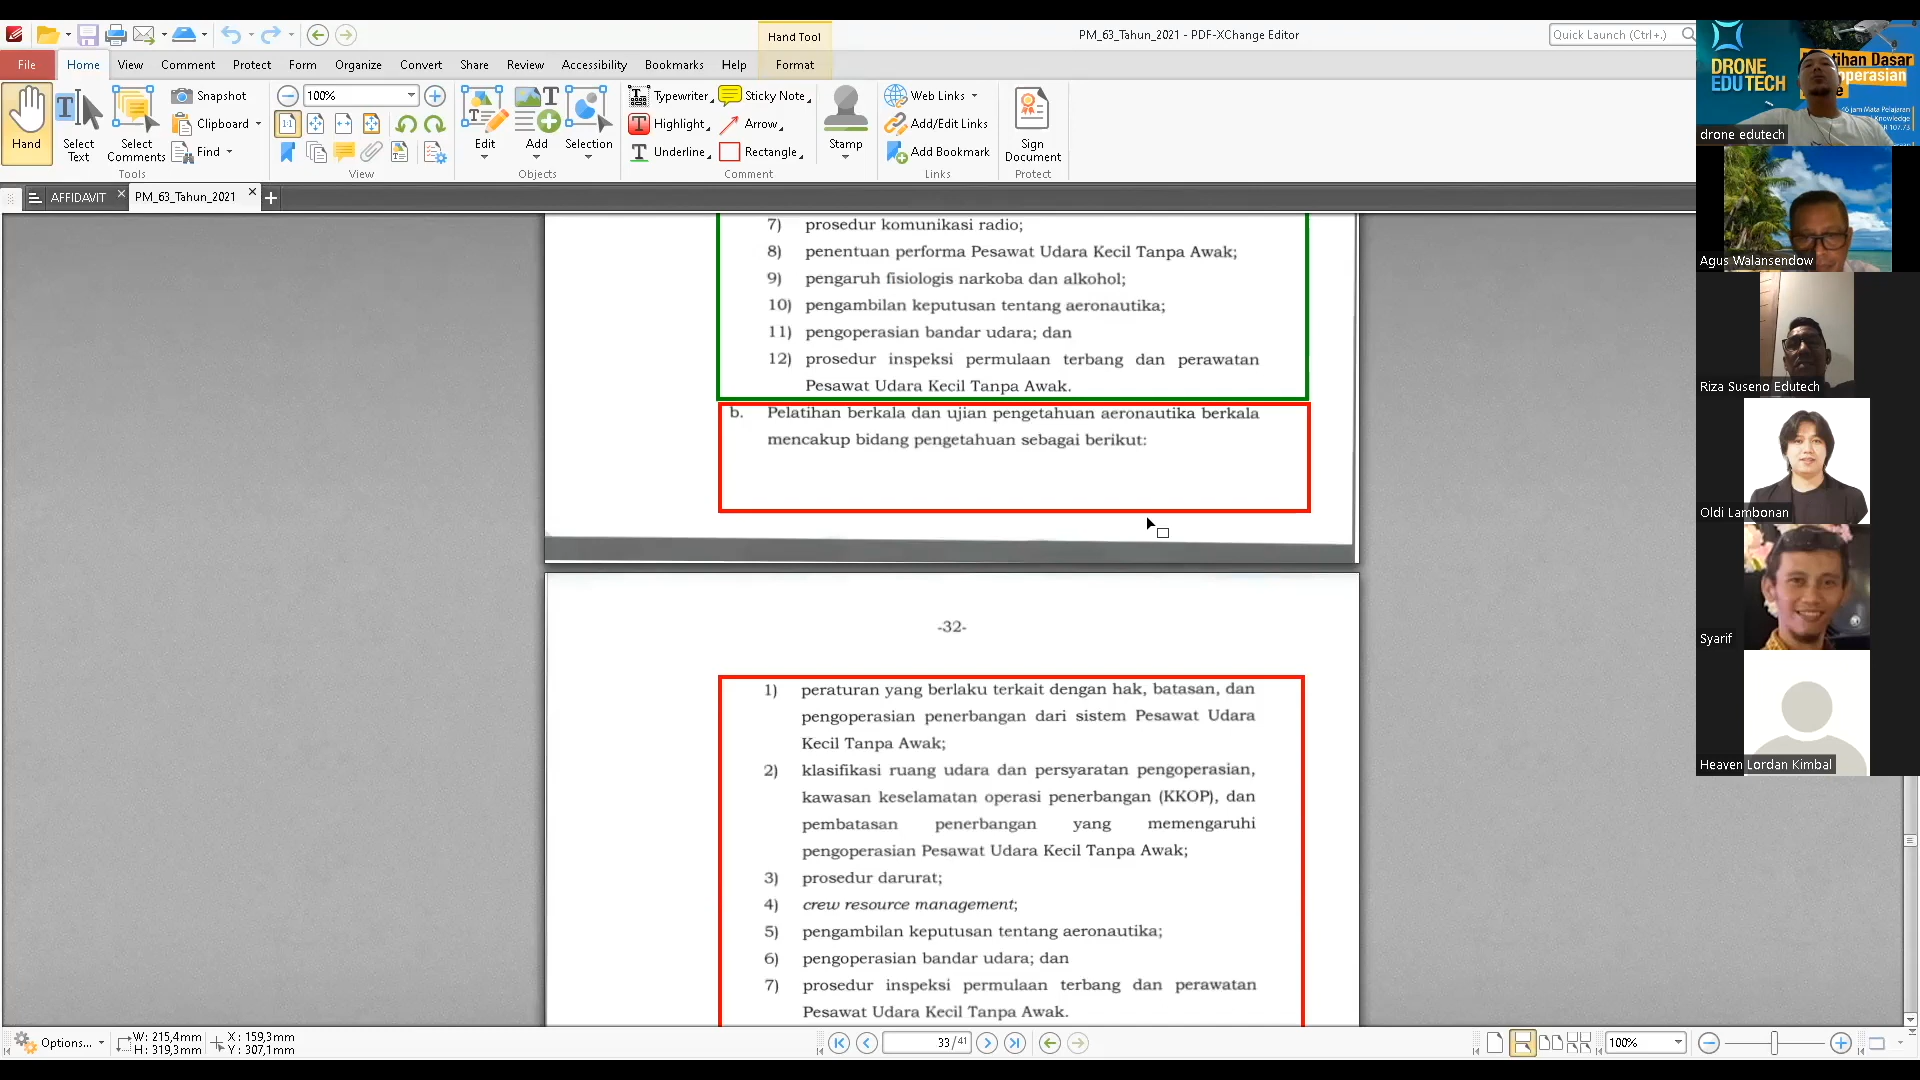 PM_63_Tahun_2021 - PDF-XChange Editor
Hand Tool
Quick Launch (Ctrl+.)
File
Home
View
Comment
Protect
Form
Organize
Convert
Share
Review
Accessibility
Bookmarks
Help
Format
Hand
Select Text
Select Comments
Snapshot
Clipboard
Find
Tools
100%
View
Edit
Add
Selection
Objects
Typewriter
Highlight
Underline
Sticky Note
Arrow
Rectangle
Stamp
Comment
Web Links
Add/Edit Links
Add Bookmark
Links
Sign Document
Protect
AFFIDAVIT
PM_63_Tahun_2021
7) prosedur komunikasi radio;
8) penentuan performa Pesawat Udara Kecil Tanpa Awak;
9) pengaruh fisiologis narkoba dan alkohol;
10) pengambilan keputusan tentang aeronautika;
11) pengoperasian bandar udara; dan
12) prosedur inspeksi permulaan terbang dan perawatan
Pesawat Udara Kecil Tanpa Awak.
b. Pelatihan berkala dan ujian pengetahuan aeronautika berkala
mencakup bidang pengetahuan sebagai berikut:
-32-
1) peraturan yang berlaku terkait dengan hak, batasan, dan
pengoperasian penerbangan dari sistem Pesawat Udara
Kecil Tanpa Awak;
2) klasifikasi ruang udara dan persyaratan pengoperasian,
kawasan keselamatan operasi penerbangan (KKOP), dan
pembatasan penerbangan yang memengaruhi
pengoperasian Pesawat Udara Kecil Tanpa Awak;
3) prosedur darurat;
4) crew resource management;
5) pengambilan keputusan tentang aeronautika;
6) pengoperasian bandar udara; dan
7) prosedur inspeksi permulaan terbang dan perawatan
Pesawat Udara Kecil Tanpa Awak.
DRONE
EDUTECH
tihan Dasar
operasian
drone edutech
Agus Walansendow
Riza Suseno Edutech
Oldi Lambonan
Syarif
Heaven Lordan Kimbal
Options...
W: 215,4mm
H: 319,3mm
X: 159,3mm
Y: 307,1mm
33 / 41
100%